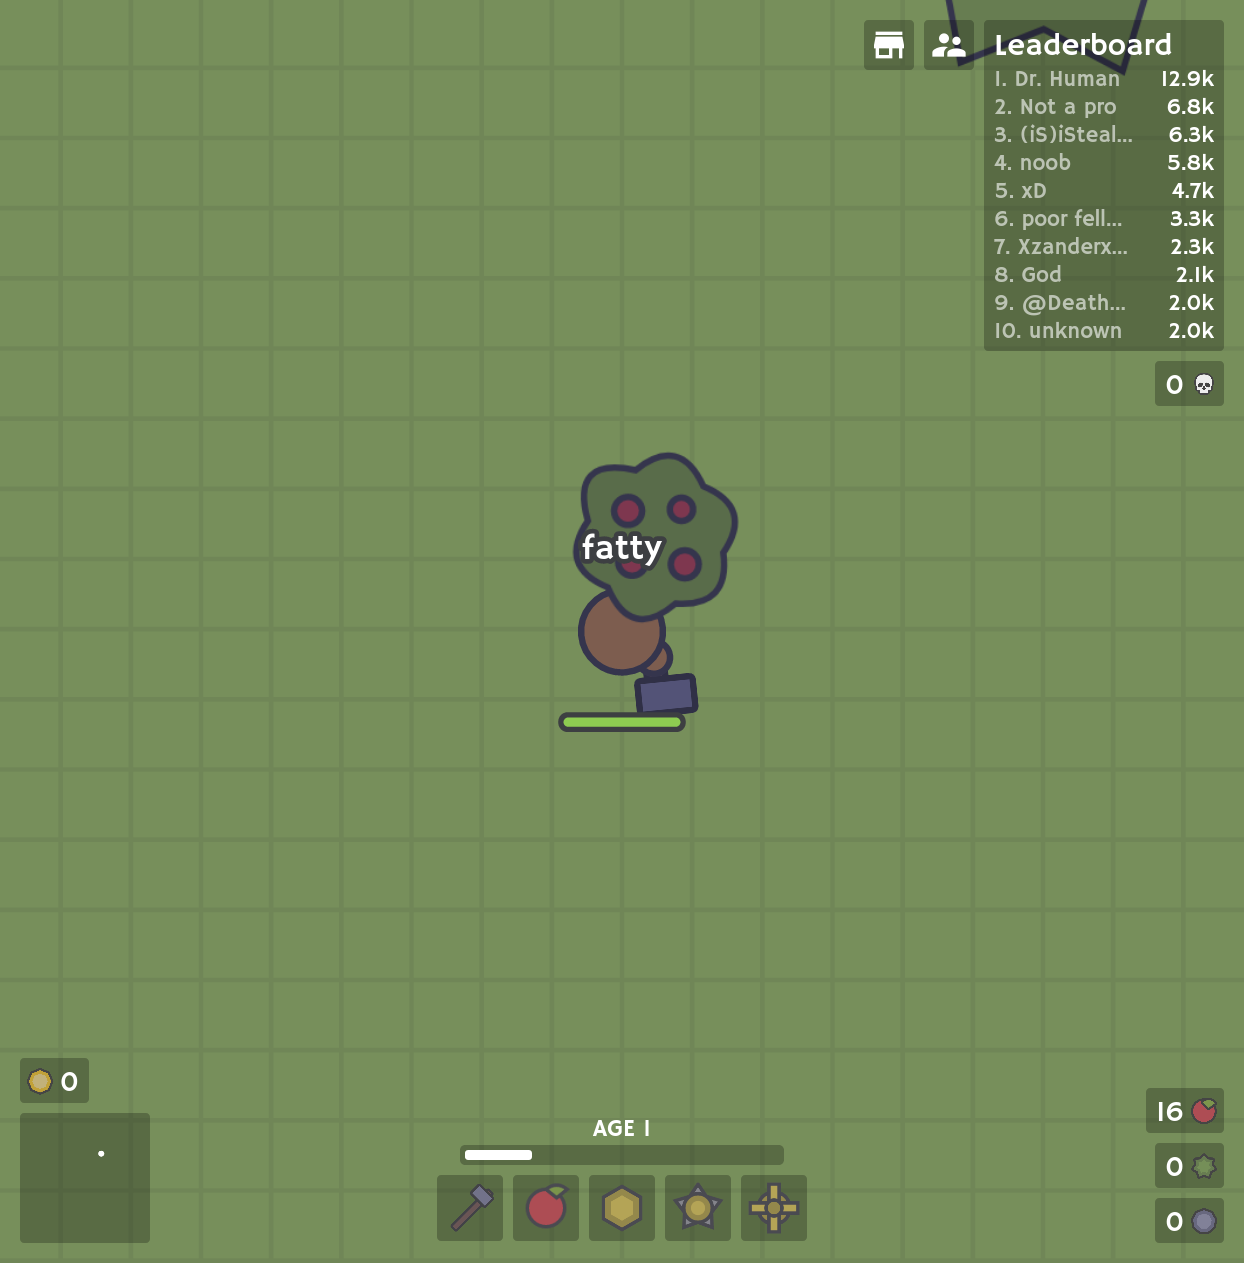 Leaderboard
1. Dr. Human 12.9k
2. Not a pro 6.8k
3. (iS)iSteal... 6.3k
4. noob 5.8k
5. xD 4.7k
6. poor fell... 3.3k
7. Xzanderx... 2.3k
8. God 2.1k
9. @Death... 2.0k
10. unknown 2.0k
0
fatty
0
AGE 1
16
0
0